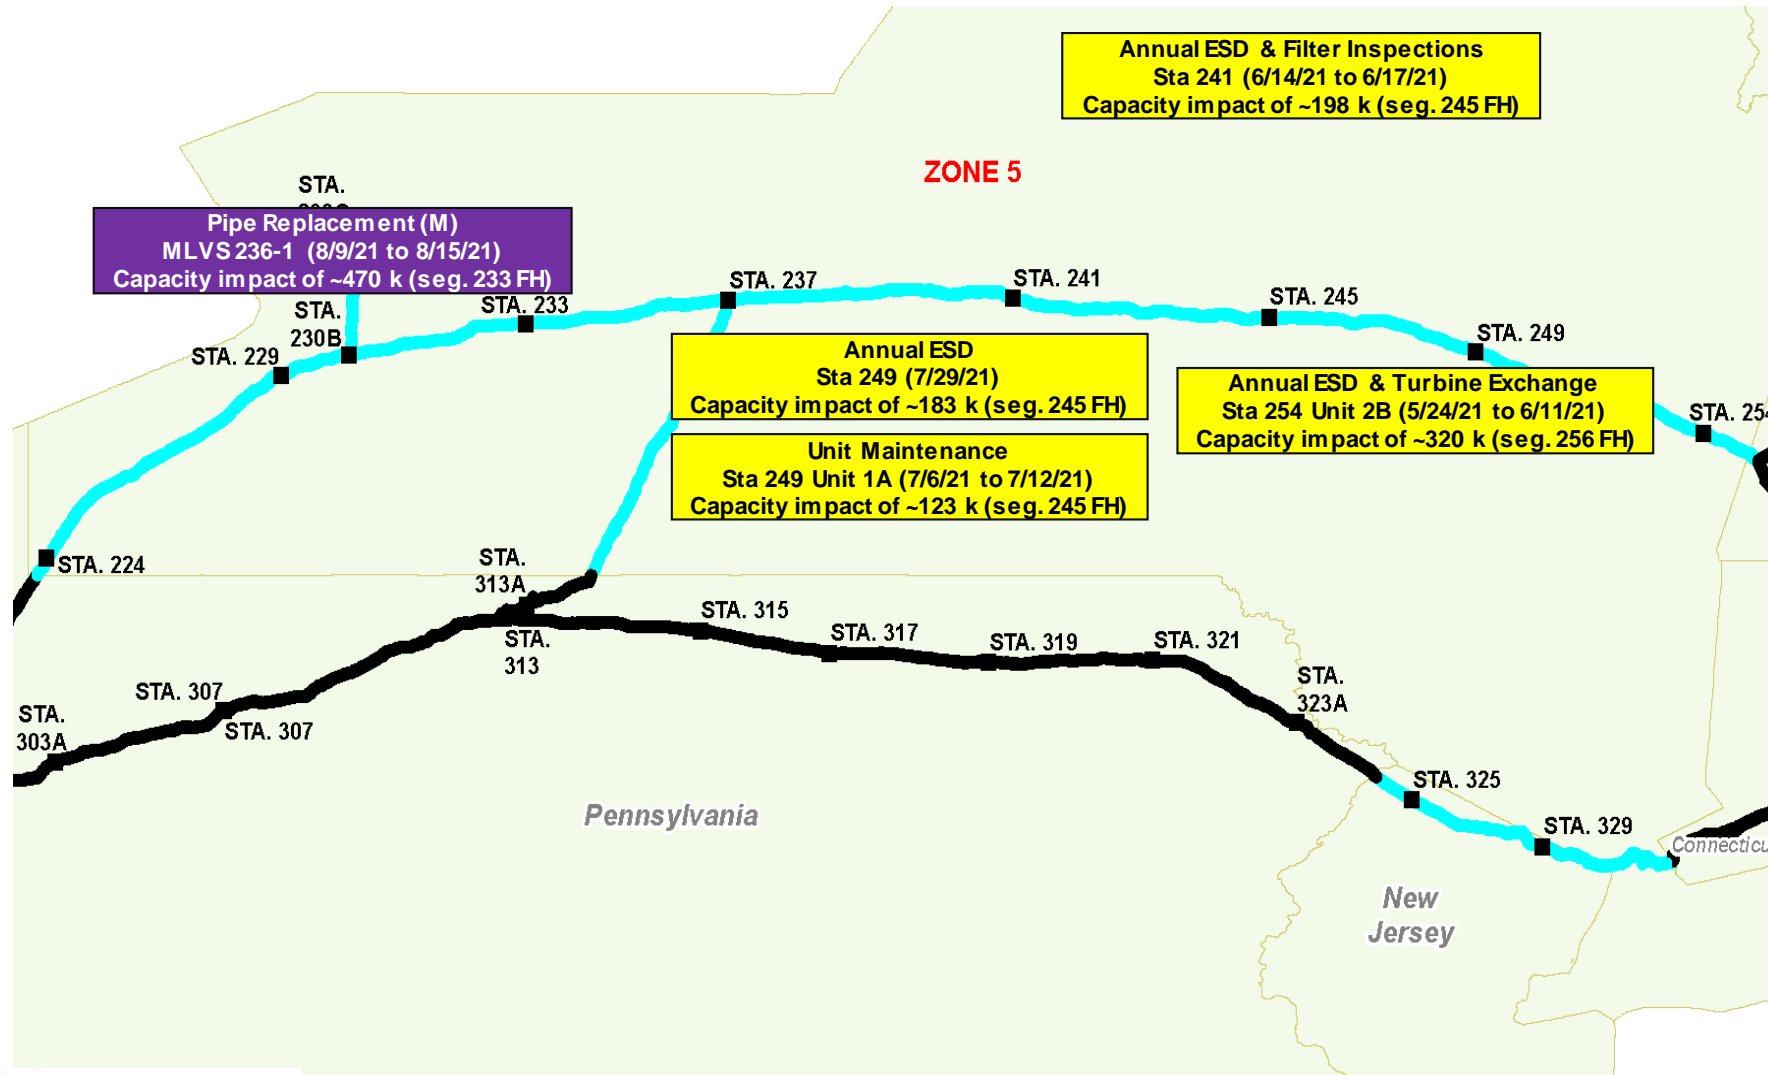 Annual ESD & Filter Inspections
Sta 241 (6/14/21 to 6/17/21)
Capacity impact of ~198 k (seg. 245 FH)
ZONE 5
STA.
Pipe Replacement (M)
MLVS 236-1 (8/9/21 to 8/15/21)
Capacity impact of ~470 k (seg. 233 FH)
STA. 237
STA. 241
STA. 245
STA. 233
STA.
230B
STA. 249
STA. 229
Annual ESD
Sta 249 (7/29/21)
Capacity impact of ~183 k (seg. 245 FH)
Annual ESD & Turbine Exchange
Sta 254 Unit 2B (5/24/21 to 6/11/21)
Capacity impact of ~320 k (seg. 256 FH)
STA. 254
Unit Maintenance
Sta 249 Unit 1A (7/6/21 to 7/12/21)
Capacity impact of ~123 k (seg. 245 FH)
STA. 224
STA.
313A
STA. 315
STA.
313
STA. 317
STA. 319
STA. 321
STA.
323A
STA. 307
STA. 307
STA.
303A
STA. 325
STA. 329
Pennsylvania
Connecticu
New
Jersey